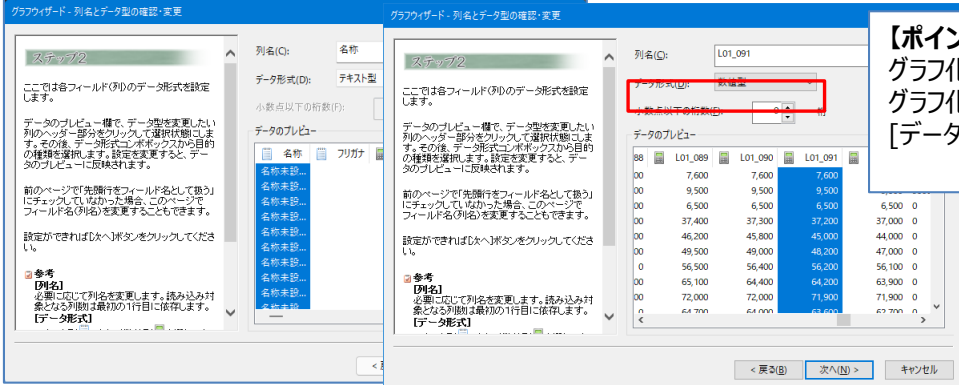 グラフウィザード - 列名とデータ型の確認・変更
ステップ2
ここでは各フィールド(列)のデータ形式を設定
します。
データのプレビュー欄で、データ型を変更したい
列のヘッダー部分をクリックして選択状態にしま
す。その後、データ形式コンボボックスから目的
の種類を選択します。設定を変更すると、デー
タのプレビューに反映されます。
前のページで「先頭行をフィールド名として扱う」
にチェックしていなかった場合、このページで
フィールド名(列名)を変更することもできます。
設定ができれば[次へ]ボタンをクリックしてくださ
い。
参考
[列名]
必要に応じて列名を変更します。読み込み対
象となる列数は最初の1行目に依存します。
[データ形式]
列名(C): 名称
データ形式(D): テキスト型
小数点以下の桁数(F):
データのプレビュー
名称 フリガナ
名称未設...
名称未設...
名称未設...
名称未設...
名称未設...
名称未設...
名称未設...
名称未設...
名称未設...
グラフウィザード - 列名とデータ型の確認・変更
ステップ2
ここでは各フィールド(列)のデータ形式を設定
します。
データのプレビュー欄で、データ型を変更したい
列のヘッダー部分をクリックして選択状態にしま
す。その後、データ形式コンボボックスから目的
の種類を選択します。設定を変更すると、デー
タのプレビューに反映されます。
前のページで「先頭行をフィールド名として扱う」
にチェックしていなかった場合、このページで
フィールド名(列名)を変更することもできます。
設定ができれば[次へ]ボタンをクリックしてくださ
い。
参考
[列名]
必要に応じて列名を変更します。読み込み対
象となる列数は最初の1行目に依存します。
[データ形式]
列名(C): L01_091
データ形式(D): 数値型
小数点以下の桁数(F): 0 桁
データのプレビュー
88 L01_089 L01_090 L01_091
00 7,600 7,600 7,600
00 9,500 9,500 9,500
00 6,500 6,500 6,500 6,500 0
00 37,400 37,300 37,200 37,000 0
00 46,200 45,800 45,000 44,000 0
00 49,500 49,000 48,200 47,000 0
0 56,500 56,400 56,200 56,100 0
00 65,100 64,400 64,200 63,900 0
00 72,000 72,000 71,900 71,900 0
0 64,700 64,000 63,600 62,700 0
< 戻る(B) 次へ(N) > キャンセル
【ポイン
グラフ化
グラフ化
[データ